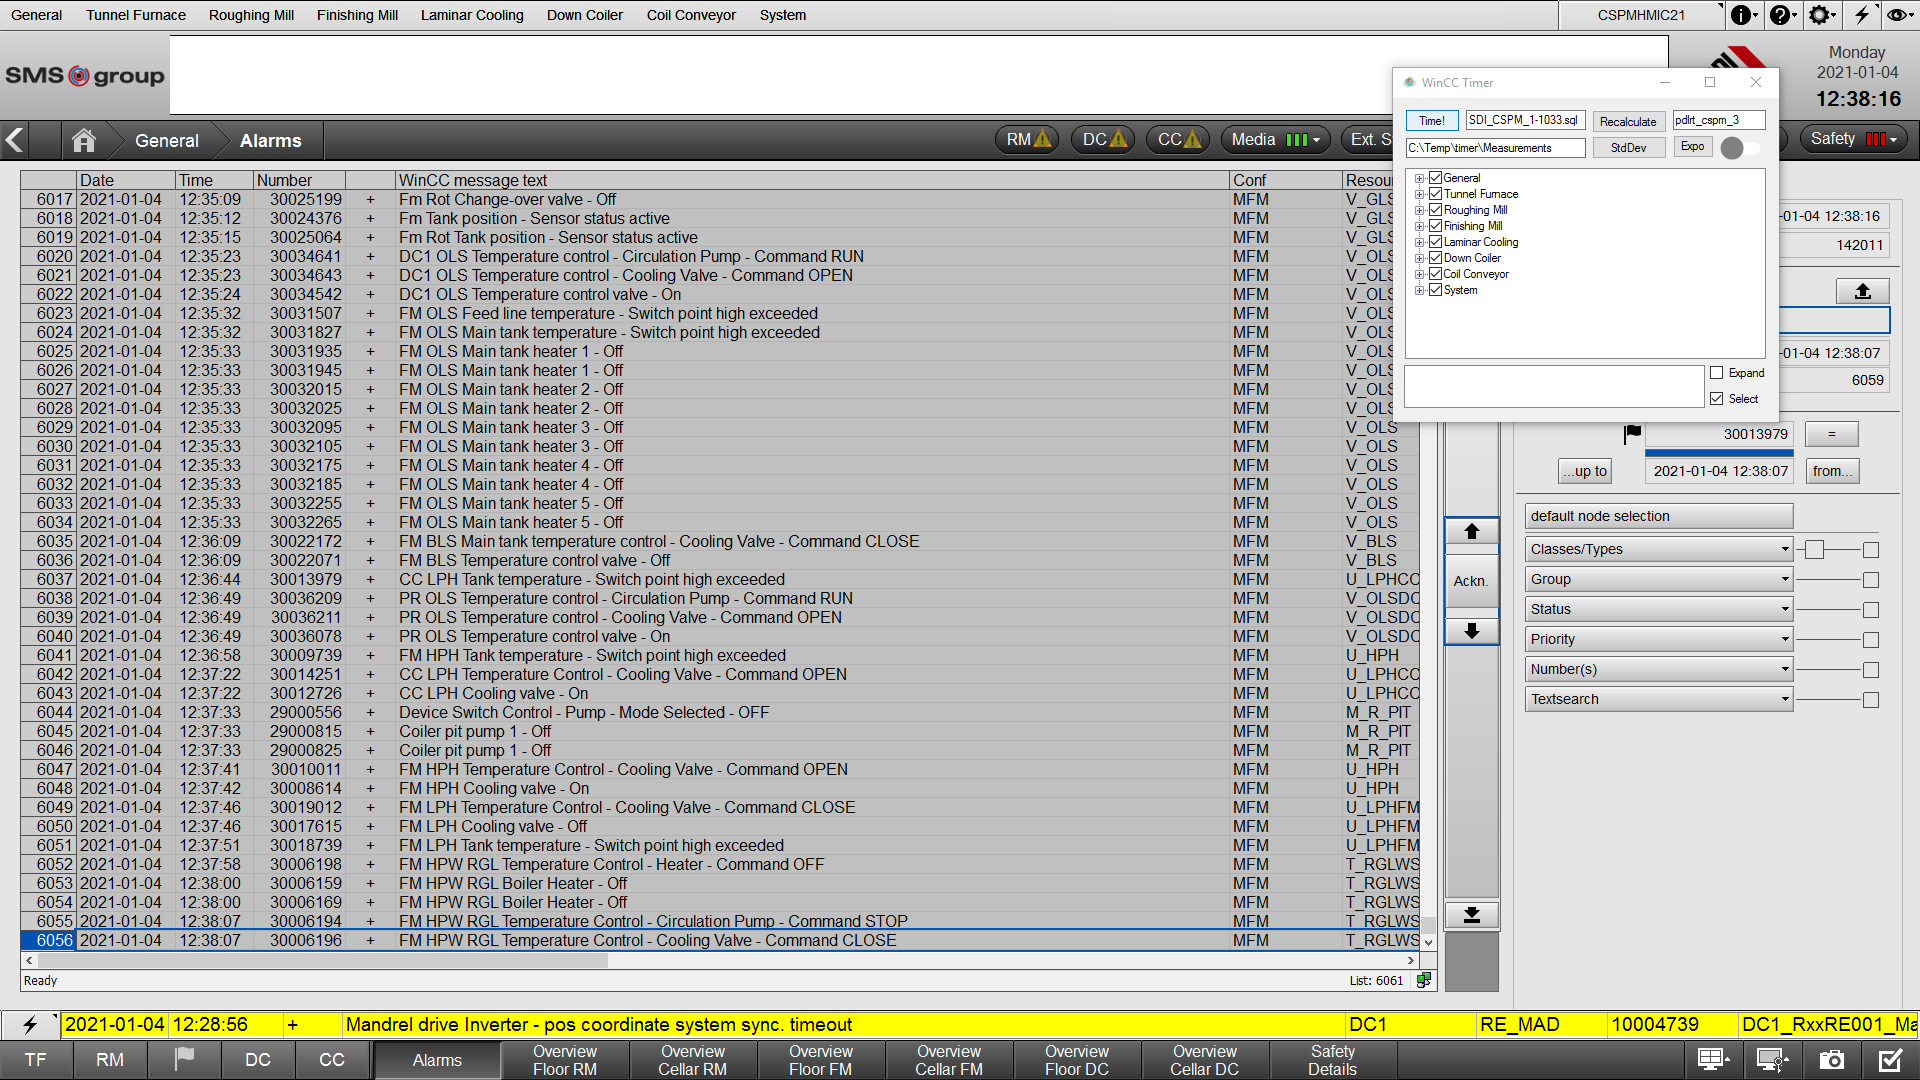 General Tunnel Furnace Roughing Mill Finishing Mill Laminar Cooling Down Coiler Coil Conveyor System CSPMHMIC21
SMS group
Monday
2021-01-04
12:38:16
General Alarms RM DC CC Media Ext. S Safety
WinCC Timer
Time! SDI_CSPM_1-1033.sql Recalculate pdlrt_cspm_3
C:\Temp\timer\Measurements StdDev Expo
General
Tunnel Furnace
Roughing Mill
Finishing Mill
Laminar Cooling
Down Coiler
Coil Conveyor
System
Expand
Select
Date Time Number WinCC message text Conf Resou
6017 2021-01-04 12:35:09 30025199 + Fm Rot Change-over valve - Off MFM V_GLS
6018 2021-01-04 12:35:12 30024376 + Fm Tank position - Sensor status active MFM V_GLS
6019 2021-01-04 12:35:15 30025064 + Fm Rot Tank position - Sensor status active MFM V_GLS
6020 2021-01-04 12:35:23 30034641 + DC1 OLS Temperature control - Circulation Pump - Command RUN MFM V_OLS
6021 2021-01-04 12:35:23 30034643 + DC1 OLS Temperature control - Cooling Valve - Command OPEN MFM V_OLS
6022 2021-01-04 12:35:24 30034542 + DC1 OLS Temperature control valve - On MFM V_OLS
6023 2021-01-04 12:35:32 30031507 + FM OLS Feed line temperature - Switch point high exceeded MFM V_OLS
6024 2021-01-04 12:35:32 30031827 + FM OLS Main tank temperature - Switch point high exceeded MFM V_OLS
6025 2021-01-04 12:35:33 30031935 + FM OLS Main tank heater 1 - Off MFM V_OLS
6026 2021-01-04 12:35:33 30031945 + FM OLS Main tank heater 1 - Off MFM V_OLS
6027 2021-01-04 12:35:33 30032015 + FM OLS Main tank heater 2 - Off MFM V_OLS
6028 2021-01-04 12:35:33 30032025 + FM OLS Main tank heater 2 - Off MFM V_OLS
6029 2021-01-04 12:35:33 30032095 + FM OLS Main tank heater 3 - Off MFM V_OLS
6030 2021-01-04 12:35:33 30032105 + FM OLS Main tank heater 3 - Off MFM V_OLS
6031 2021-01-04 12:35:33 30032175 + FM OLS Main tank heater 4 - Off MFM V_OLS
6032 2021-01-04 12:35:33 30032185 + FM OLS Main tank heater 4 - Off MFM V_OLS
6033 2021-01-04 12:35:33 30032255 + FM OLS Main tank heater 5 - Off MFM V_OLS
6034 2021-01-04 12:35:33 30032265 + FM OLS Main tank heater 5 - Off MFM V_OLS
6035 2021-01-04 12:36:09 30022172 + FM BLS Main tank temperature control - Cooling Valve - Command CLOSE MFM V_BLS
6036 2021-01-04 12:36:09 30022071 + FM BLS Temperature control valve - Off MFM V_BLS
6037 2021-01-04 12:36:44 30013979 + CC LPH Tank temperature - Switch point high exceeded MFM U_LPHCC
6038 2021-01-04 12:36:49 30036209 + PR OLS Temperature control - Circulation Pump - Command RUN MFM V_OLSDC
6039 2021-01-04 12:36:49 30036211 + PR OLS Temperature control - Cooling Valve - Command OPEN MFM V_OLSDC
6040 2021-01-04 12:36:49 30036078 + PR OLS Temperature control valve - On MFM V_OLSDC
6041 2021-01-04 12:36:58 30009739 + FM HPH Tank temperature - Switch point high exceeded MFM U_HPH
6042 2021-01-04 12:37:22 30014251 + CC LPH Temperature Control - Cooling Valve - Command OPEN MFM U_LPHCC
6043 2021-01-04 12:37:22 30012726 + CC LPH Cooling valve - On MFM U_LPHCC
6044 2021-01-04 12:37:33 29000556 + Device Switch Control - Pump - Mode Selected - OFF MFM M_R_PIT
6045 2021-01-04 12:37:33 29000815 + Coiler pit pump 1 - Off MFM M_R_PIT
6046 2021-01-04 12:37:33 29000825 + Coiler pit pump 1 - Off MFM M_R_PIT
6047 2021-01-04 12:37:41 30010011 + FM HPH Temperature Control - Cooling Valve - Command OPEN MFM U_HPH
6048 2021-01-04 12:37:42 30008614 + FM HPH Cooling valve - On MFM U_HPH
6049 2021-01-04 12:37:46 30019012 + FM LPH Temperature Control - Cooling Valve - Command CLOSE MFM U_LPHFM
6050 2021-01-04 12:37:46 30017615 + FM LPH Cooling valve - Off MFM U_LPHFM
6051 2021-01-04 12:37:51 30018739 + FM LPH Tank temperature - Switch point high exceeded MFM U_LPHFM
6052 2021-01-04 12:37:58 30006198 + FM HPW RGL Temperature Control - Heater - Command OFF MFM T_RGLWS
6053 2021-01-04 12:38:00 30006159 + FM HPW RGL Boiler Heater - Off MFM T_RGLWS
6054 2021-01-04 12:38:00 30006169 + FM HPW RGL Boiler Heater - Off MFM T_RGLWS
6055 2021-01-04 12:38:07 30006194 + FM HPW RGL Temperature Control - Circulation Pump - Command STOP MFM T_RGLWS
6056 2021-01-04 12:38:07 30006196 + FM HPW RGL Temperature Control - Cooling Valve - Command CLOSE MFM T_RGLWS
Ready List: 6061
Ackn.
-01-04 12:38:16
142011
-01-04 12:38:07
6059
30013979 =
...up to 2021-01-04 12:38:07 from...
default node selection
Classes/Types
Group
Status
Priority
Number(s)
Textsearch
2021-01-04 12:28:56 + Mandrel drive Inverter - pos coordinate system sync. timeout DC1 RE_MAD 10004739 DC1_RxxRE001_Ma
TF RM DC CC Alarms
Overview
Floor RM
Overview
Cellar RM
Overview
Floor FM
Overview
Cellar FM
Overview
Floor DC
Overview
Cellar DC
Safety
Details